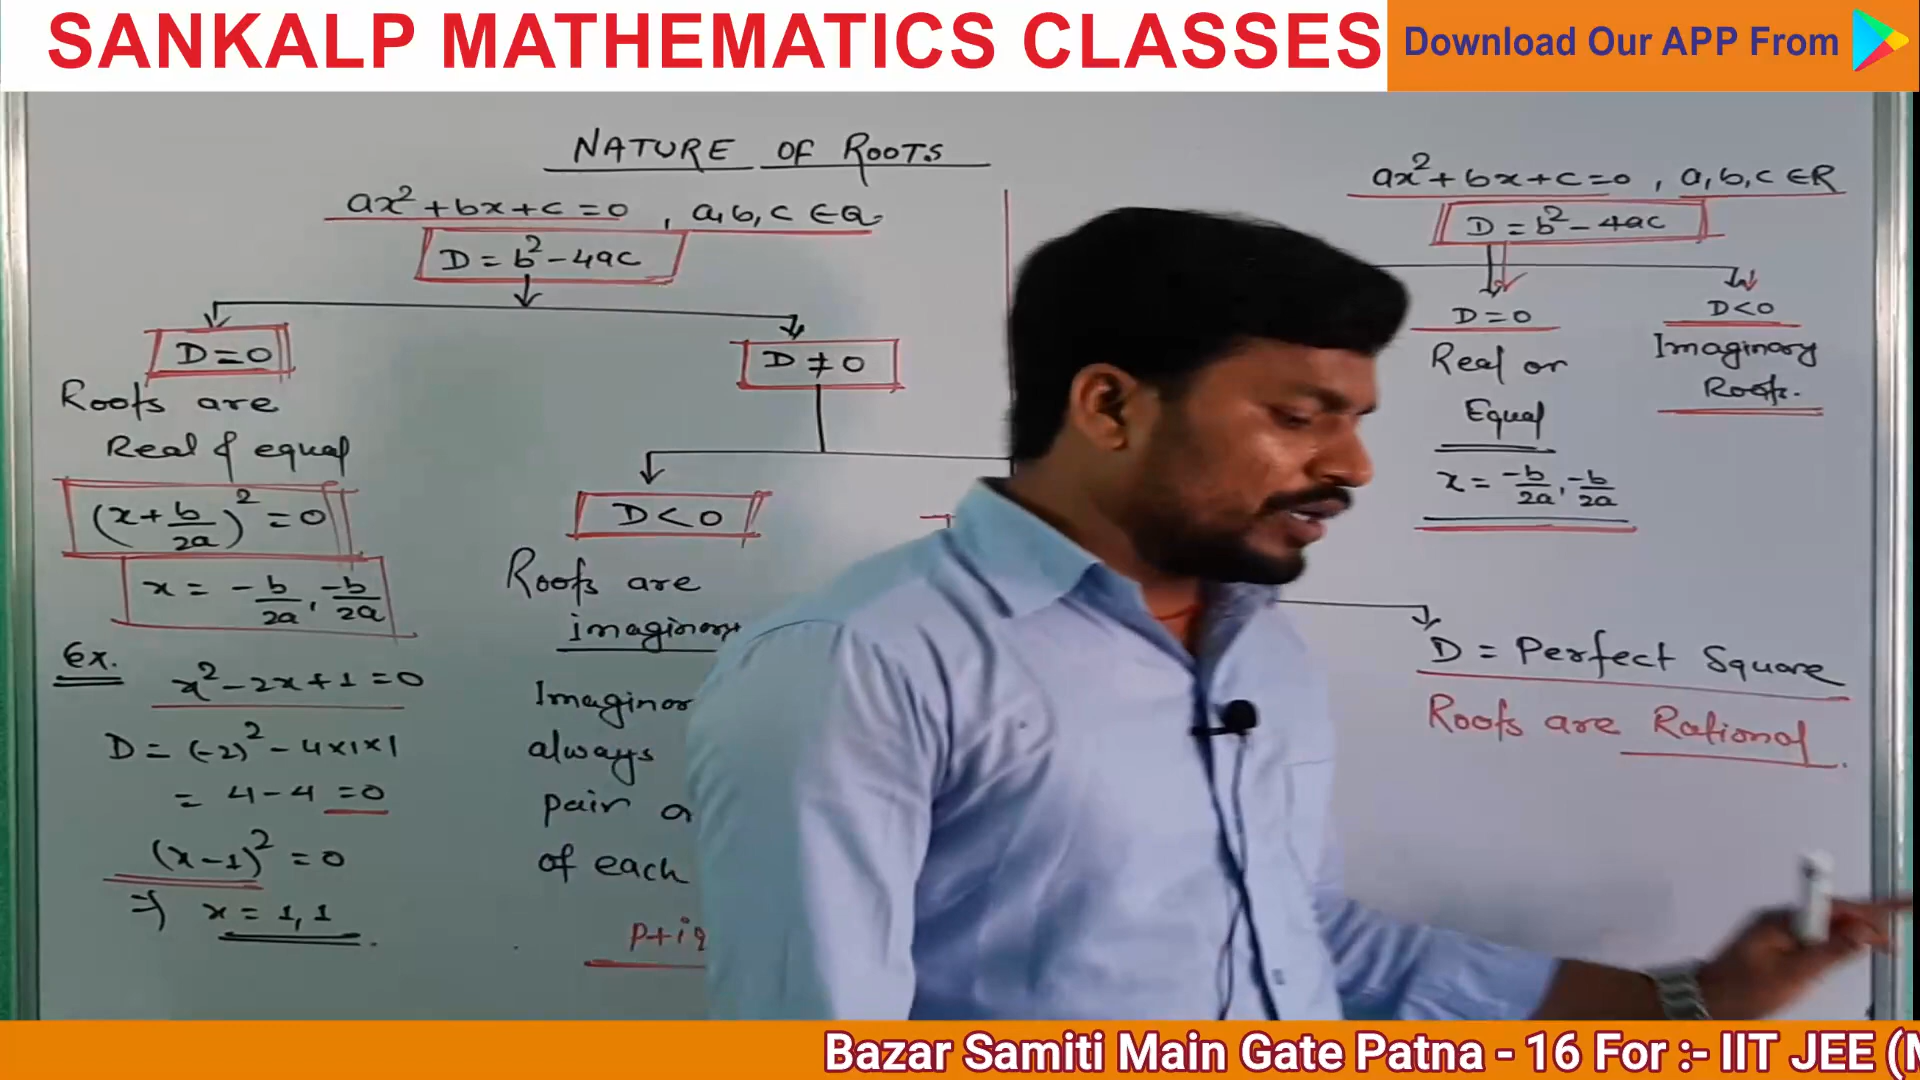 SANKALP MATHEMATICS CLASSES
Download Our APP From
NATURE OF ROOTS
ax²+bx+c=0, a,b,c ∈Q.
D = b²-4ac
D=0
Roots are
Real & equal
(x+b/2a)²=0
x = -b/2a, -b/2a
Ex.
x²-2x+1=0
D = (-2)²-4x1x1
= 4-4 =0
(x-1)²=0
⇒ x = 1,1
D ≠ 0
D<0
Roots are
imaginary
Imaginar
always
pair
of each
P+iq
ax²+bx+c=0, a,b,c ∈R
D = b²-4ac
D=0
Real or
Equal
x = -b/2a, -b/2a
D<0
Imaginary
Roots.
D = Perfect Square
Roots are Rational.
Bazar Samiti Main Gate Patna - 16 For :- IIT JEE (